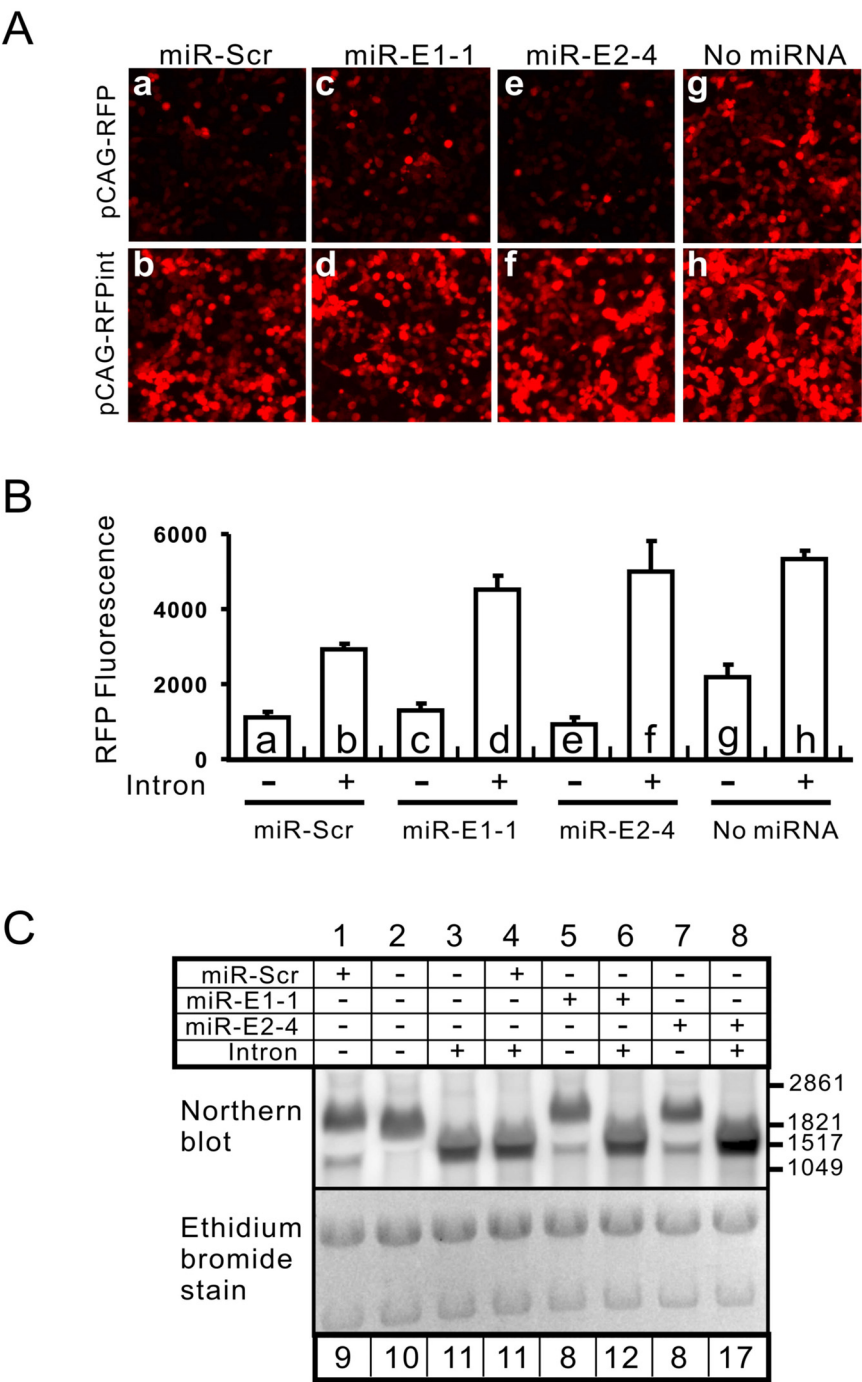 A
miR-Scr miR-E1-1 miR-E2-4 No miRNA
pCAG-RFP
a c e g
pCAG-RFPint
b d f h
B
RFP Fluorescence
6000
4000
2000
0
a b c d e f g h
Intron - + - + - + - +
miR-Scr miR-E1-1 miR-E2-4 No miRNA
C
1 2 3 4 5 6 7 8
miR-Scr + - - + - - - -
miR-E1-1 - - - - + + - -
miR-E2-4 - - - - - - + +
Intron - - + + - + - +
Northern
blot
2861
1821
1517
1049
Ethidium
bromide
stain
9 10 11 11 8 12 8 17